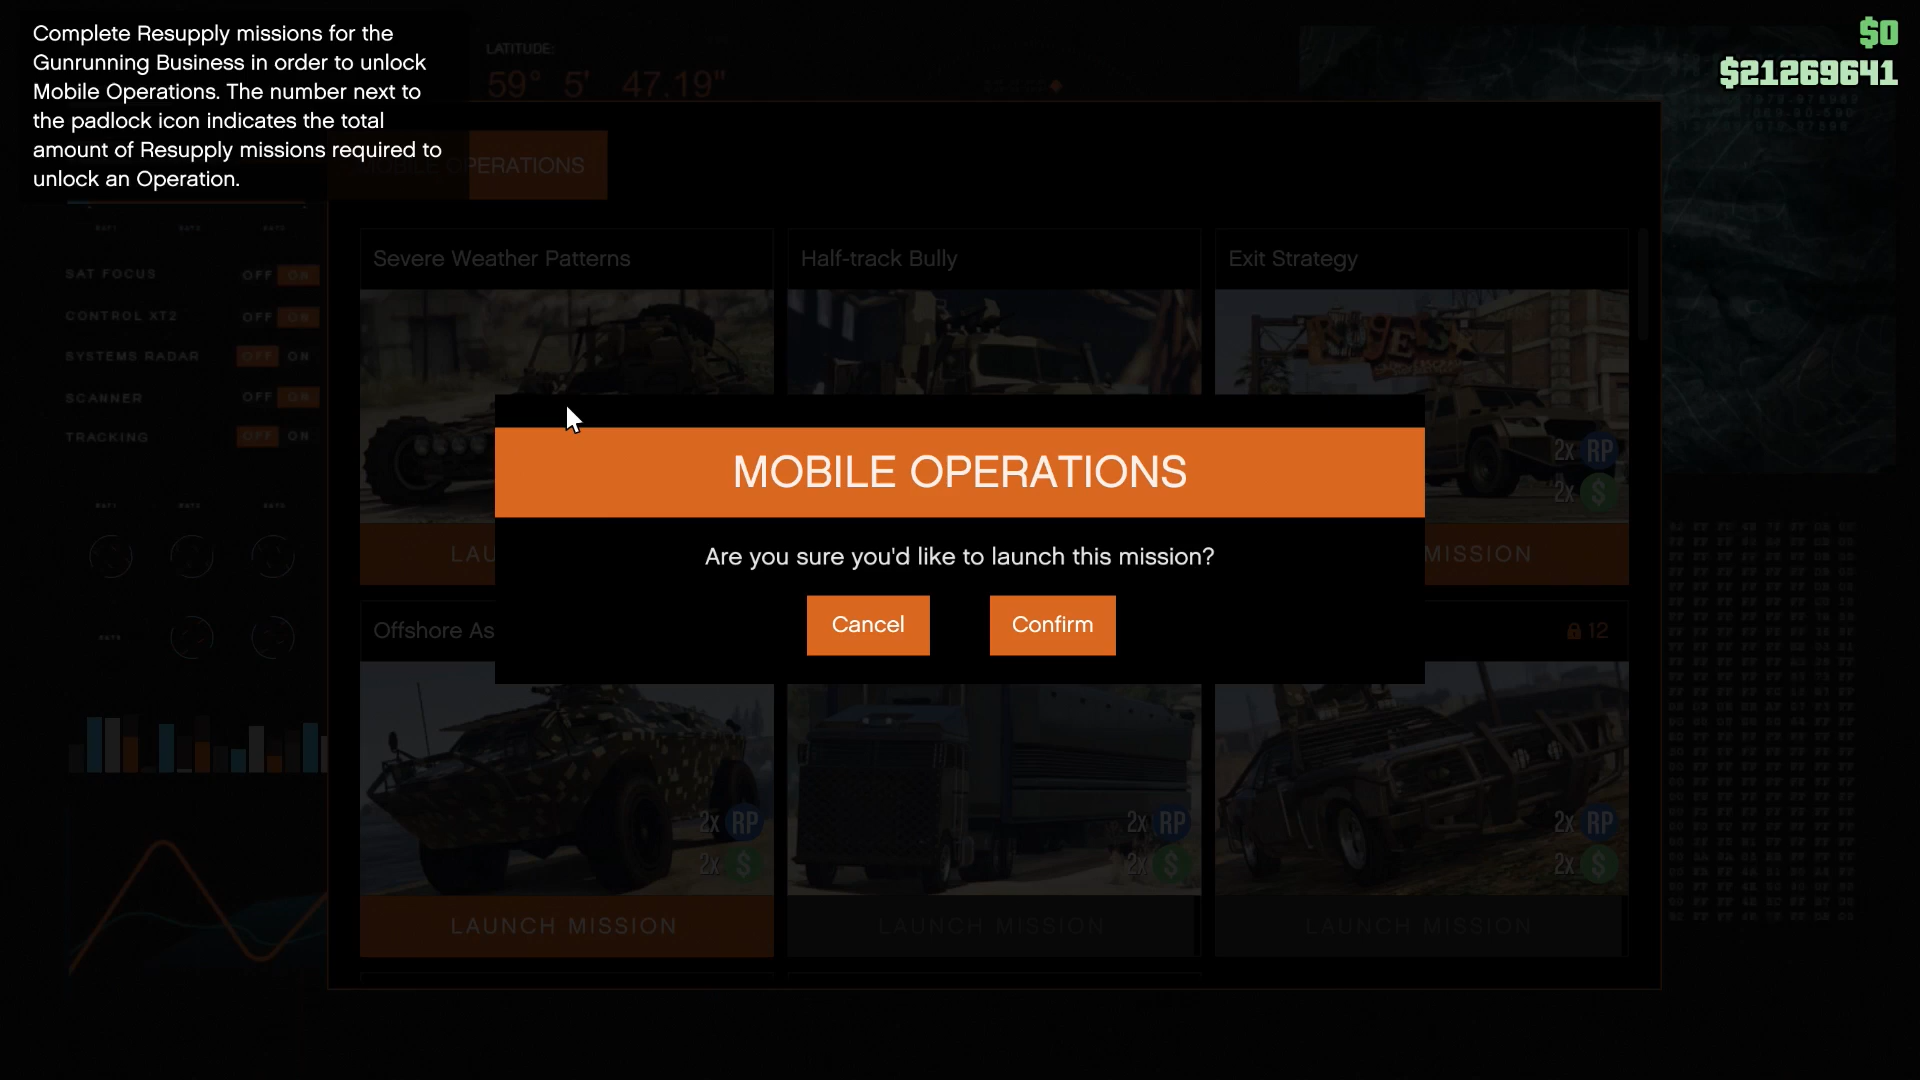 Complete Resupply missions for the
Gunrunning Business in order to unlock
Mobile Operations. The number next to
the padlock icon indicates the total
amount of Resupply missions required to
unlock an Operation.
$0
$21269641
LATITUDE:
59° 5' 47.19"
MOBILE OPERATIONS
SAT FOCUS OFF ON
CONTROL XT2 OFF ON
SYSTEMS RADAR OFF ON
SCANNER OFF ON
TRACKING OFF ON
Severe Weather Patterns
Half-track Bully
Exit Strategy
2x RP
2x $
LAU
MISSION
MOBILE OPERATIONS
Are you sure you'd like to launch this mission?
Cancel
Confirm
Offshore As
12
2x RP
2x $
2x RP
2x $
2x RP
2x $
LAUNCH MISSION
LAUNCH MISSION
LAUNCH MISSION